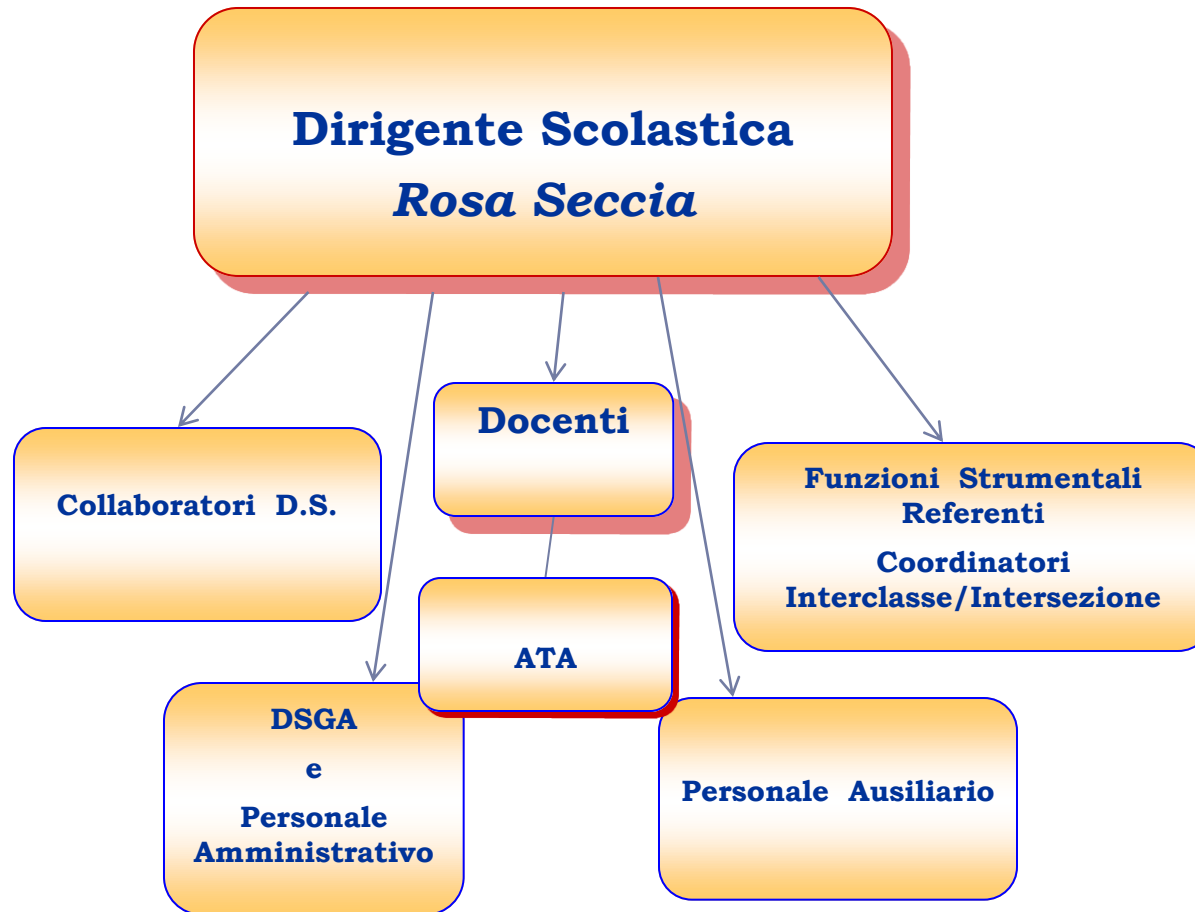 Dirigente Scolastica
Rosa Seccia
Docenti
Collaboratori D.S.
Funzioni Strumentali
Referenti
Coordinatori
Interclasse/Intersezione
ATA
DSGA
e
Personale
Amministrativo
Personale Ausiliario